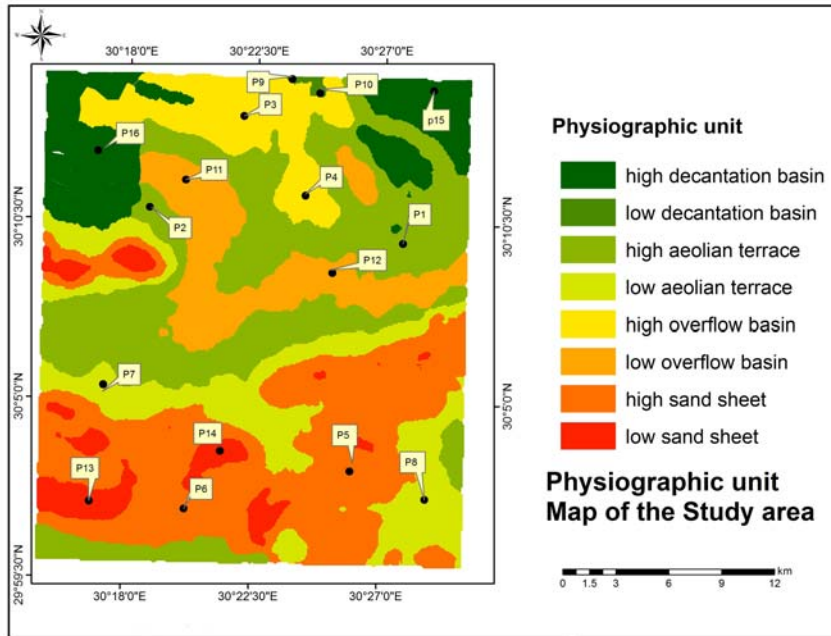 30°18'0"E
30°22'30"E
30°27'0"E
P9
P10
P3
p15
P16
P11
P4
P2
P1
30°10'30"N
30°10'30"N
P12
P7
30°5'0"N
30°5'0"N
P14
P5
P13
P6
P8
29°59'30"N
30°18'0"E
30°22'30"E
30°27'0"E
Physiographic unit
high decantation basin
low decantation basin
high aeolian terrace
low aeolian terrace
high overflow basin
low overflow basin
high sand sheet
low sand sheet
Physiographic unit
Map of the Study area
km
0 1.5 3 6 9 12